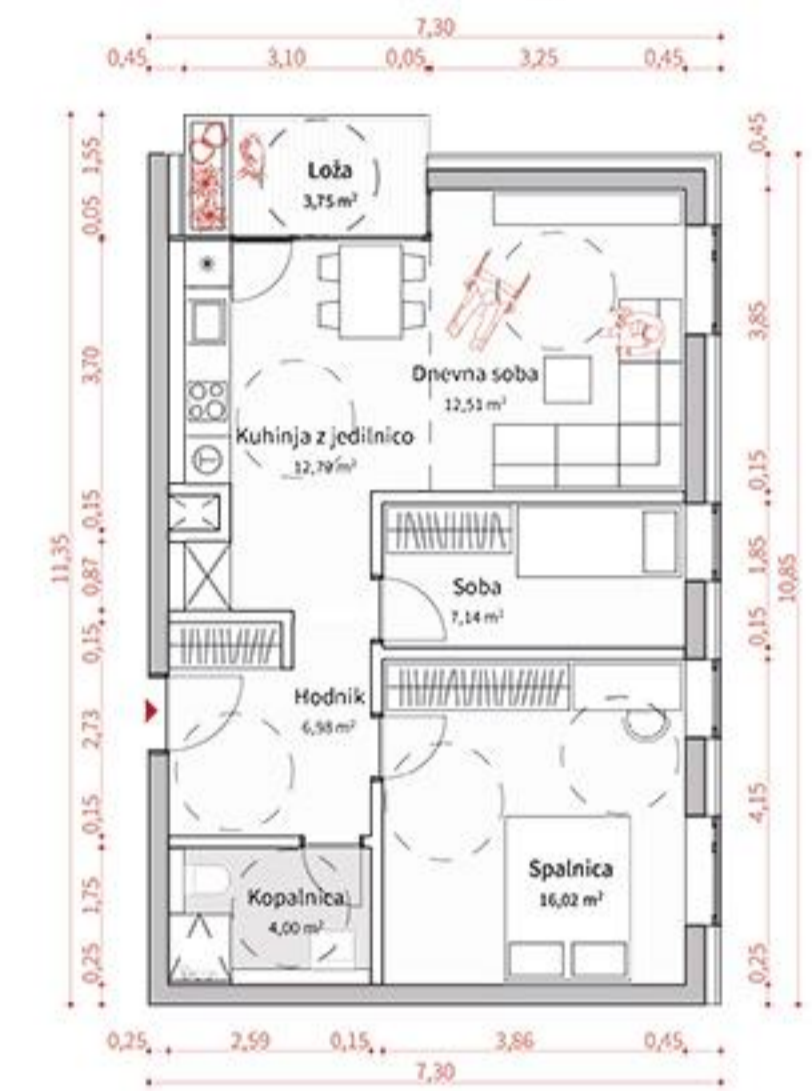 7,30
0,45 3,10 0,05 3,25 0,45
Loža
3,75 m²
Dnevna soba
12,51 m²
Kuhinja z jedilnico
12,79 m²
Soba
7,14 m²
Hodnik
6,98 m²
Spalnica
16,02 m²
Kopalnica
4,00 m²
11,35
1,55
0,05
3,70
0,15
0,87
0,15
2,73
0,15
1,75
0,25
0,45
3,85
0,15
1,85
0,15
4,15
0,25
10,85
0,25 2,59 0,15 3,86 0,45
7,30